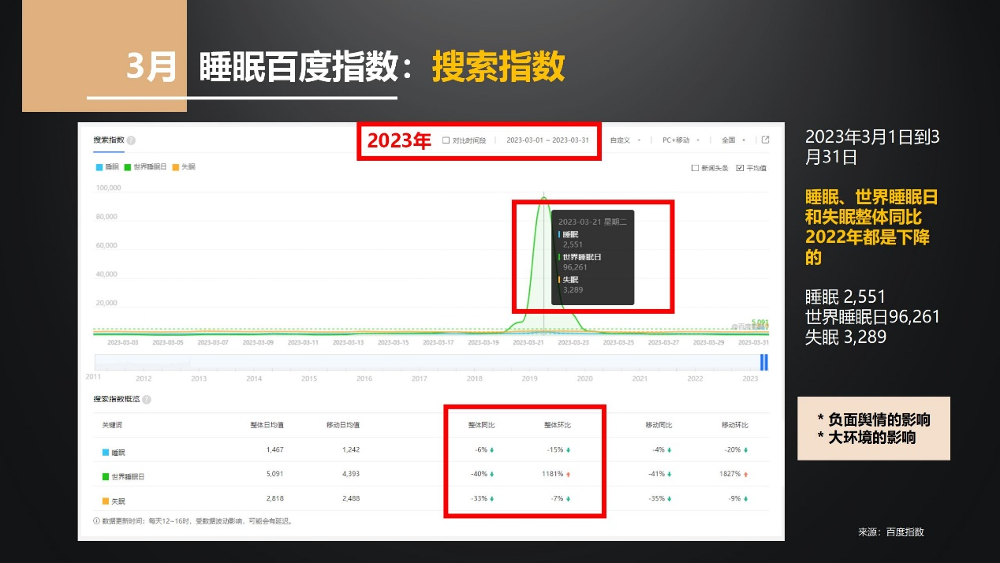 3月 睡眠百度指数：搜索指数
搜索指数
2023年 对比时间段 2023-03-01 ~ 2023-03-31 自定义 PC+移动 全国
睡眠 世界睡眠日 失眠
新闻头条 平均值
100,000
80,000
60,000
40,000
20,000
2023-03-21 星期二
睡眠
2,551
世界睡眠日
96,261
失眠
3,289
5,091
@百度指数
2023-03-03 2023-03-05 2023-03-07 2023-03-09 2023-03-11 2023-03-13 2023-03-15 2023-03-17 2023-03-19 2023-03-21 2023-03-23 2023-03-25 2023-03-27 2023-03-29 2023-03-31
2011 2012 2013 2014 2015 2016 2017 2018 2019 2020 2021 2022 2023
搜索指数概览
关键词 整体日均值 移动日均值 整体同比 整体环比 移动同比 移动环比
睡眠 1,467 1,242 -6% -15% -4% -20%
世界睡眠日 5,091 4,393 -40% 1181% -41% 1827%
失眠 2,818 2,488 -33% -7% -35% -9%
数据更新时间：每天12~16时，受数据波动影响，可能会有延迟。
2023年3月1日到3
月31日
睡眠、世界睡眠日
和失眠整体同比
2022年都是下降
的
睡眠 2,551
世界睡眠日96,261
失眠 3,289
* 负面舆情的影响
* 大环境的影响
来源：百度指数